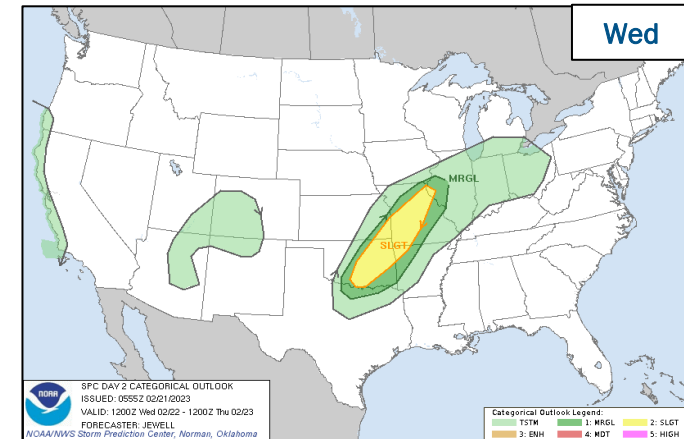 Wed
MRGL
SLGT
NOAA
SPC DAY 2 CATEGORICAL OUTLOOK
ISSUED: 0555Z 02/21/2023
VALID: 1200Z Wed 02/22 - 1200Z Thu 02/23
FORECASTER: JEWELL
NOAA/NWS Storm Prediction Center, Norman, Oklahoma
Categorical Outlook Legend:
TSTM 1: MRGL 2: SLGT
3: ENH 4: MDT 5: HIGH